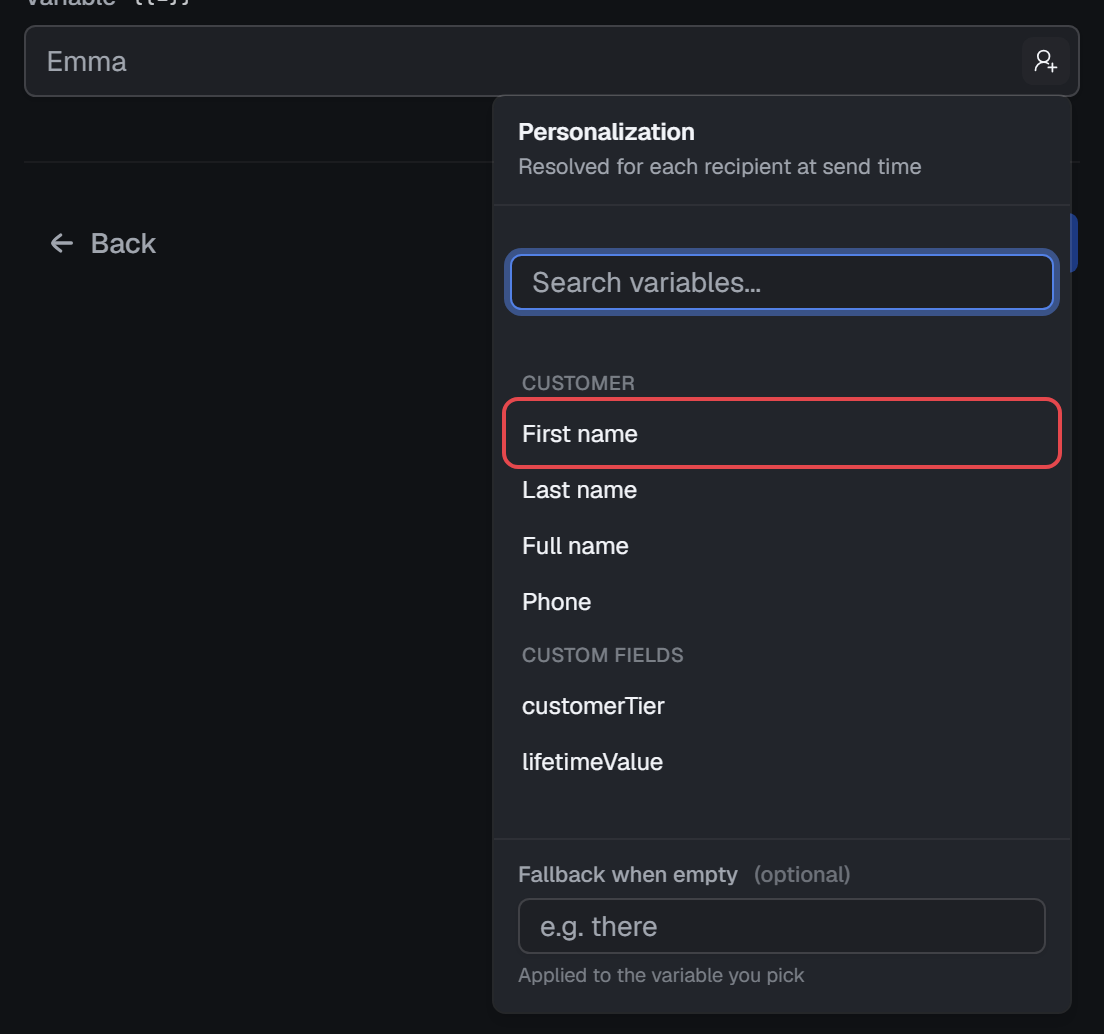 Variable
Emma
Personalization
Resolved for each recipient at send time
Back
Search variables...
CUSTOMER
First name
Last name
Full name
Phone
CUSTOM FIELDS
customerTier
lifetimeValue
Fallback when empty (optional)
e.g. there
Applied to the variable you pick